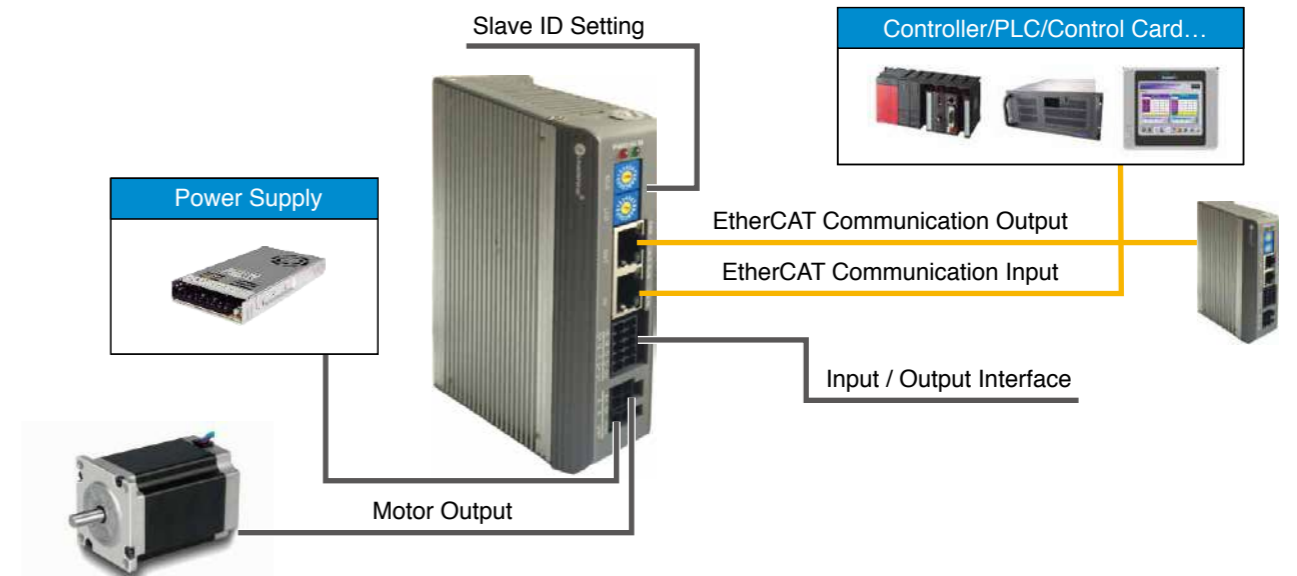 Slave ID Setting
Controller/PLC/Control Card…
Power Supply
EtherCAT Communication Output
EtherCAT Communication Input
Input / Output Interface
Motor Output